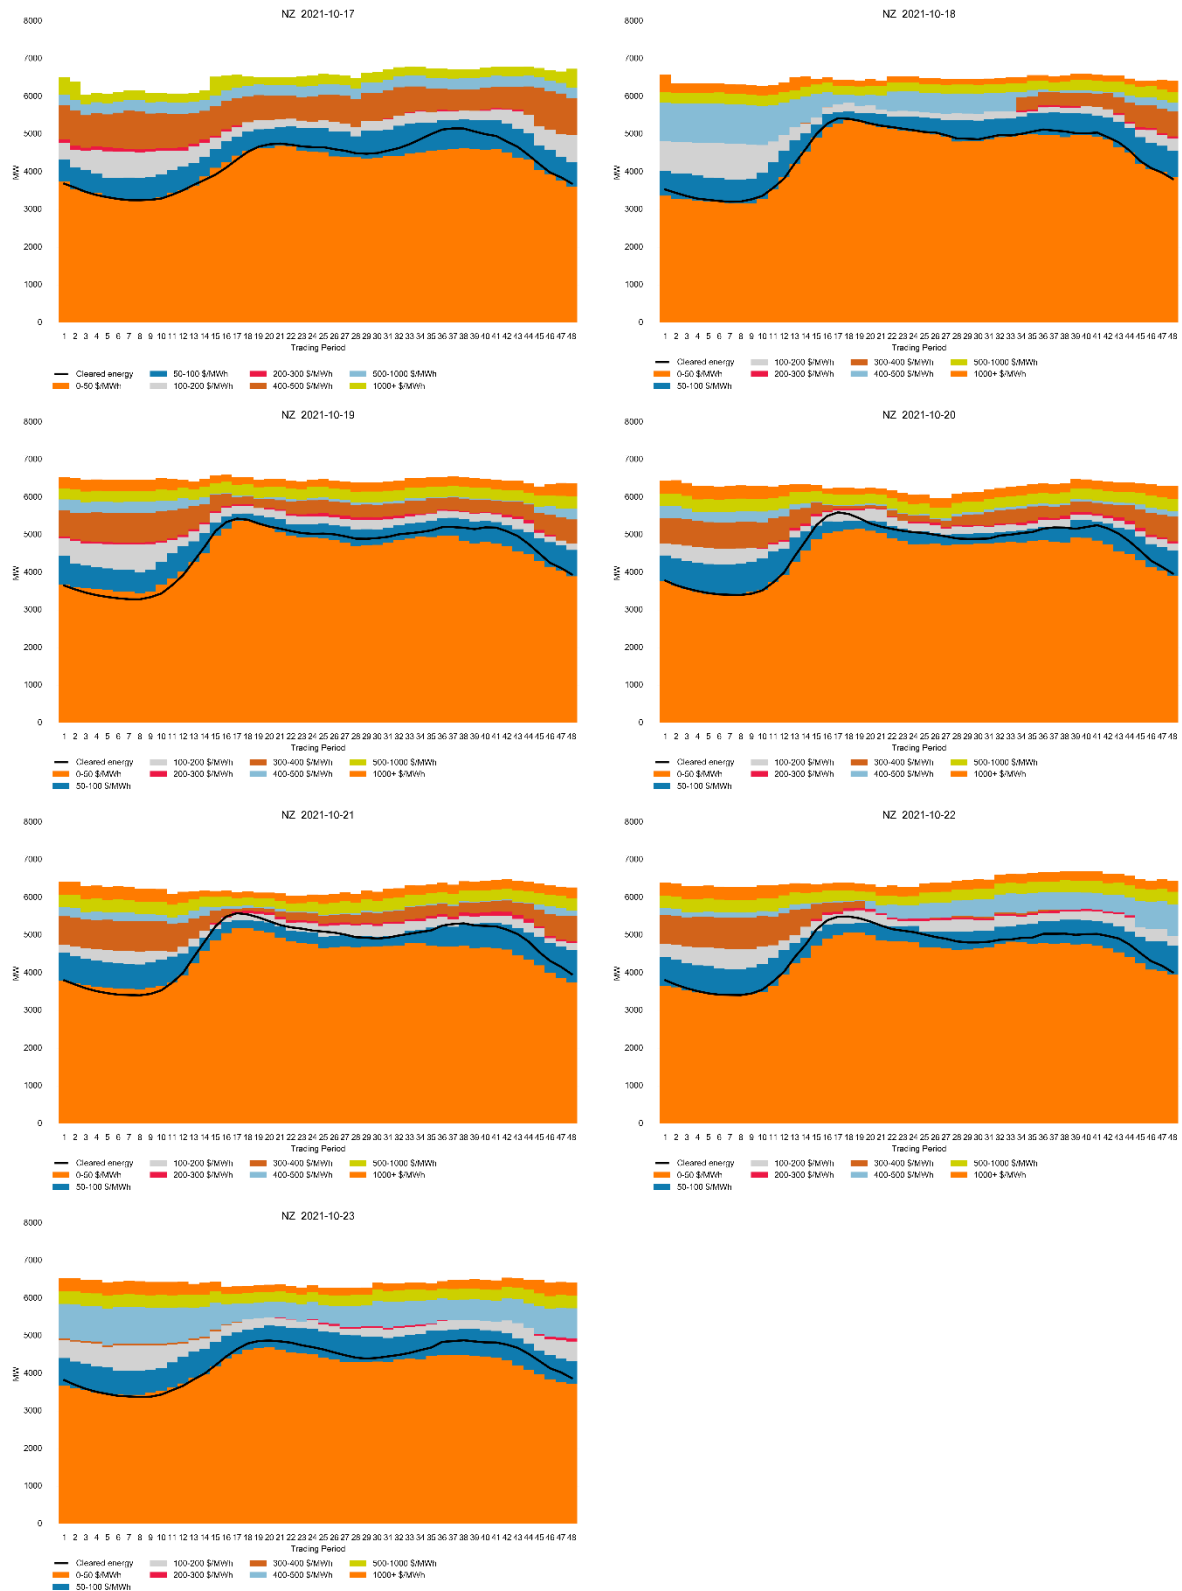 NZ 2021-10-17
8000
7000
6000
5000
MW
4000
3000
2000
1000
0
1 2 3 4 5 6 7 8 9 10 11 12 13 14 15 16 17 18 19 20 21 22 23 24 25 26 27 28 29 30 31 32 33 34 35 36 37 38 39 40 41 42 43 44 45 46 47 48
Trading Period
Cleared energy 50-100 $/MWh 200-300 $/MWh 500-1000 $/MWh
0-50 $/MWh 100-200 $/MWh 400-500 $/MWh 1000+ $/MWh
NZ 2021-10-18
8000
7000
6000
5000
MW
4000
3000
2000
1000
0
1 2 3 4 5 6 7 8 9 10 11 12 13 14 15 16 17 18 19 20 21 22 23 24 25 26 27 28 29 30 31 32 33 34 35 36 37 38 39 40 41 42 43 44 45 46 47 48
Trading Period
Cleared energy 100-200 $/MWh 300-400 $/MWh 500-1000 $/MWh
0-50 $/MWh 200-300 $/MWh 400-500 $/MWh 1000+ $/MWh
50-100 $/MWh
NZ 2021-10-19
8000
7000
6000
5000
MW
4000
3000
2000
1000
0
1 2 3 4 5 6 7 8 9 10 11 12 13 14 15 16 17 18 19 20 21 22 23 24 25 26 27 28 29 30 31 32 33 34 35 36 37 38 39 40 41 42 43 44 45 46 47 48
Trading Period
Cleared energy 100-200 $/MWh 300-400 $/MWh 500-1000 $/MWh
0-50 $/MWh 200-300 $/MWh 400-500 $/MWh 1000+ $/MWh
50-100 $/MWh
NZ 2021-10-20
8000
7000
6000
5000
MW
4000
3000
2000
1000
0
1 2 3 4 5 6 7 8 9 10 11 12 13 14 15 16 17 18 19 20 21 22 23 24 25 26 27 28 29 30 31 32 33 34 35 36 37 38 39 40 41 42 43 44 45 46 47 48
Trading Period
Cleared energy 100-200 $/MWh 300-400 $/MWh 500-1000 $/MWh
0-50 $/MWh 200-300 $/MWh 400-500 $/MWh 1000+ $/MWh
50-100 $/MWh
NZ 2021-10-21
8000
7000
6000
5000
MW
4000
3000
2000
1000
0
1 2 3 4 5 6 7 8 9 10 11 12 13 14 15 16 17 18 19 20 21 22 23 24 25 26 27 28 29 30 31 32 33 34 35 36 37 38 39 40 41 42 43 44 45 46 47 48
Trading Period
Cleared energy 100-200 $/MWh 300-400 $/MWh 500-1000 $/MWh
0-50 $/MWh 200-300 $/MWh 400-500 $/MWh 1000+ $/MWh
50-100 $/MWh
NZ 2021-10-22
8000
7000
6000
5000
MW
4000
3000
2000
1000
0
1 2 3 4 5 6 7 8 9 10 11 12 13 14 15 16 17 18 19 20 21 22 23 24 25 26 27 28 29 30 31 32 33 34 35 36 37 38 39 40 41 42 43 44 45 46 47 48
Trading Period
Cleared energy 100-200 $/MWh 300-400 $/MWh 500-1000 $/MWh
0-50 $/MWh 200-300 $/MWh 400-500 $/MWh 1000+ $/MWh
50-100 $/MWh
NZ 2021-10-23
8000
7000
6000
5000
MW
4000
3000
2000
1000
0
1 2 3 4 5 6 7 8 9 10 11 12 13 14 15 16 17 18 19 20 21 22 23 24 25 26 27 28 29 30 31 32 33 34 35 36 37 38 39 40 41 42 43 44 45 46 47 48
Trading Period
Cleared energy 100-200 $/MWh 300-400 $/MWh 500-1000 $/MWh
0-50 $/MWh 200-300 $/MWh 400-500 $/MWh 1000+ $/MWh
50-100 $/MWh